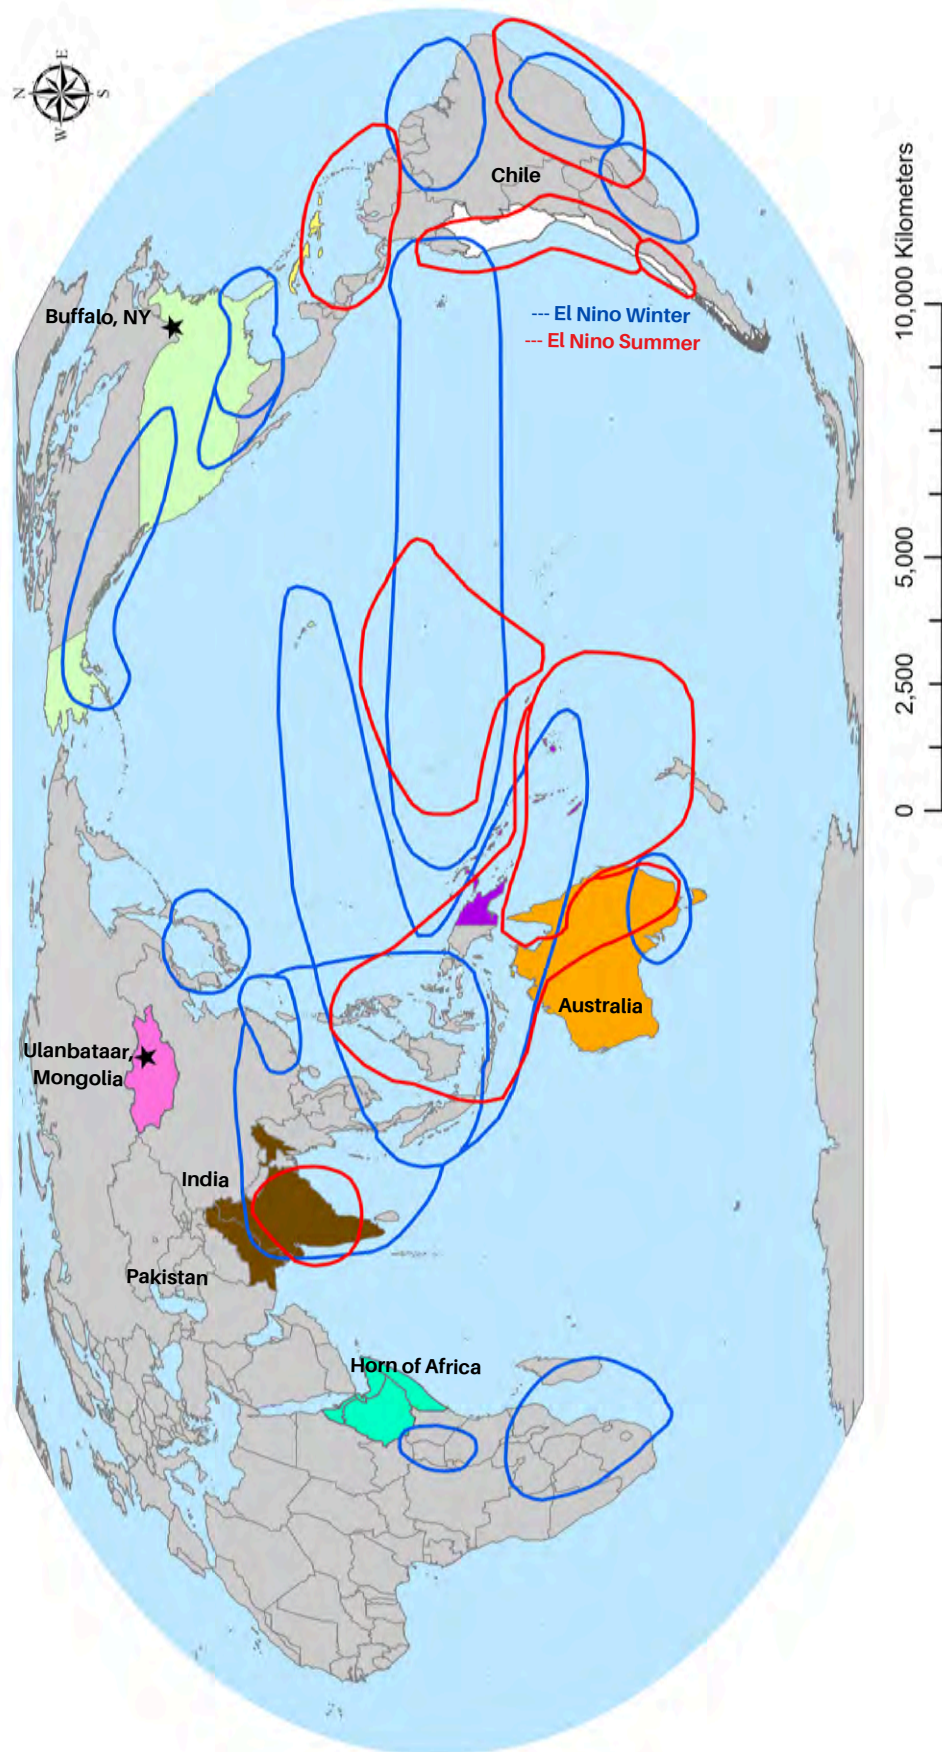 N
E
S
W
Buffalo, NY
Chile
--- El Nino Winter
--- El Nino Summer
Australia
Ulanbataar,
Mongolia
India
Pakistan
Horn of Africa
0
2,500
5,000
10,000 Kilometers